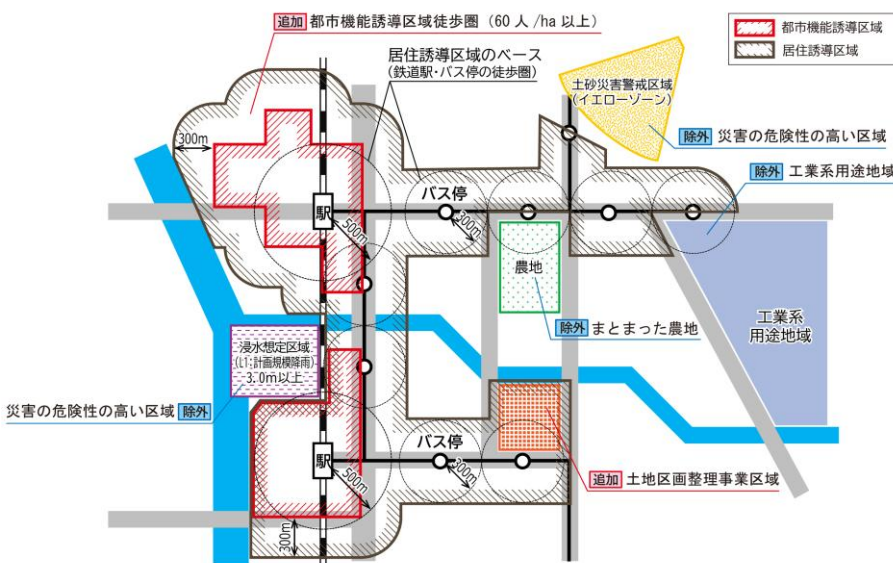 追加 都市機能誘導区域徒歩圏（60人/ha以上）
都市機能誘導区域
居住誘導区域
居住誘導区域のベース
（鉄道駅・バス停の徒歩圏）
土砂災害警戒区域
（イエローゾーン）
除外 災害の危険性の高い区域
300m
除外 工業系用途地域
バス停
駅
500m
300m
農地
工業系
用途地域
除外 まとまった農地
浸水想定区域
（L1：計画規模降雨）
3.0m以上
災害の危険性の高い区域 除外
バス停
駅
500m
300m
追加 土地区画整理事業区域
300m